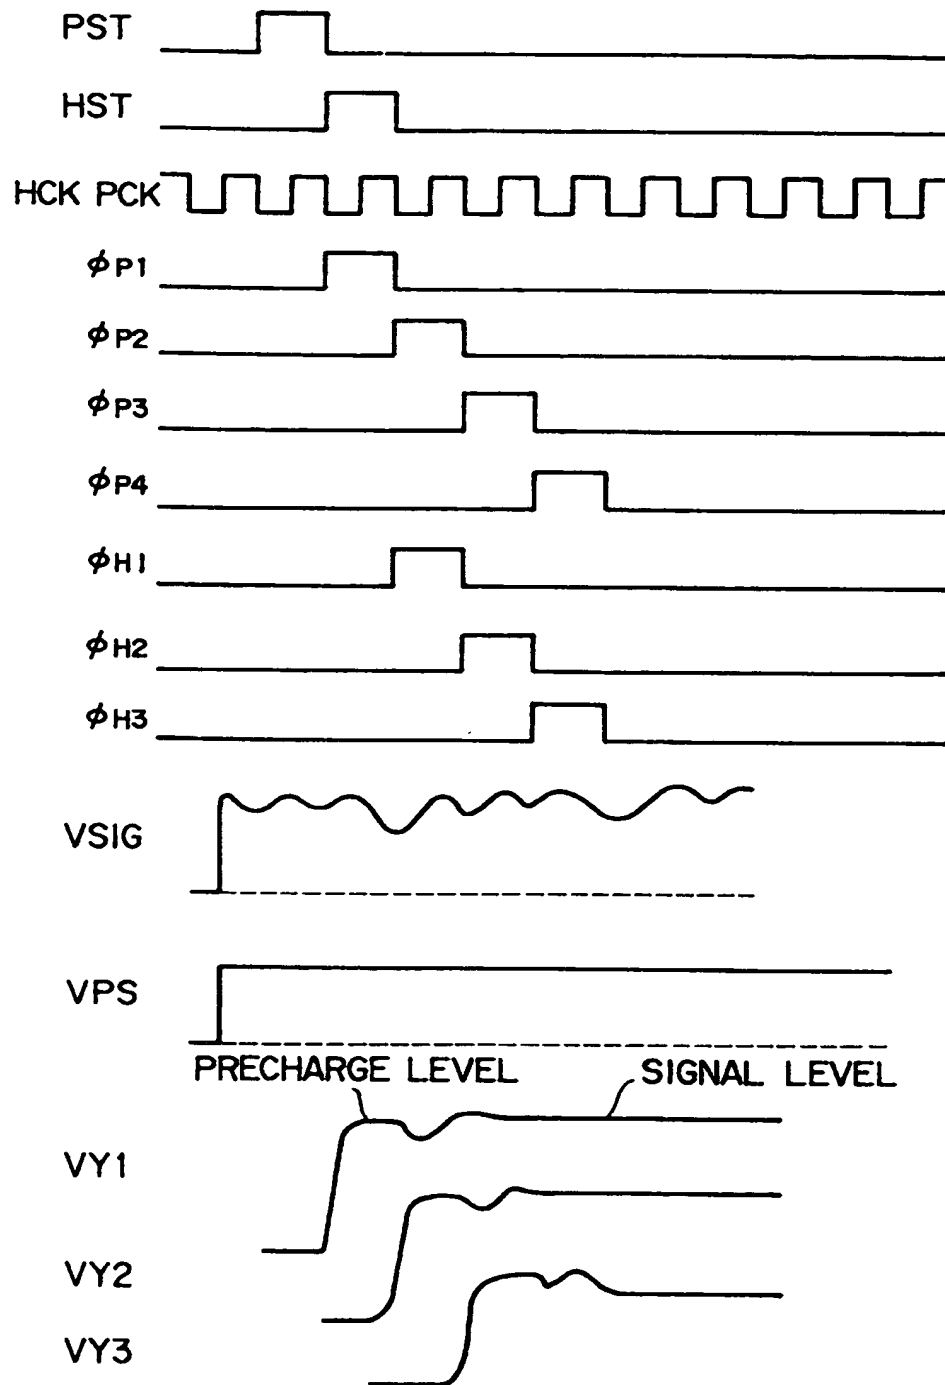 PST
HST
HCK PCK
ϕP1
ϕP2
ϕP3
ϕP4
ϕH1
ϕH2
ϕH3
VSIG
VPS
PRECHARGE LEVEL
SIGNAL LEVEL
VY1
VY2
VY3